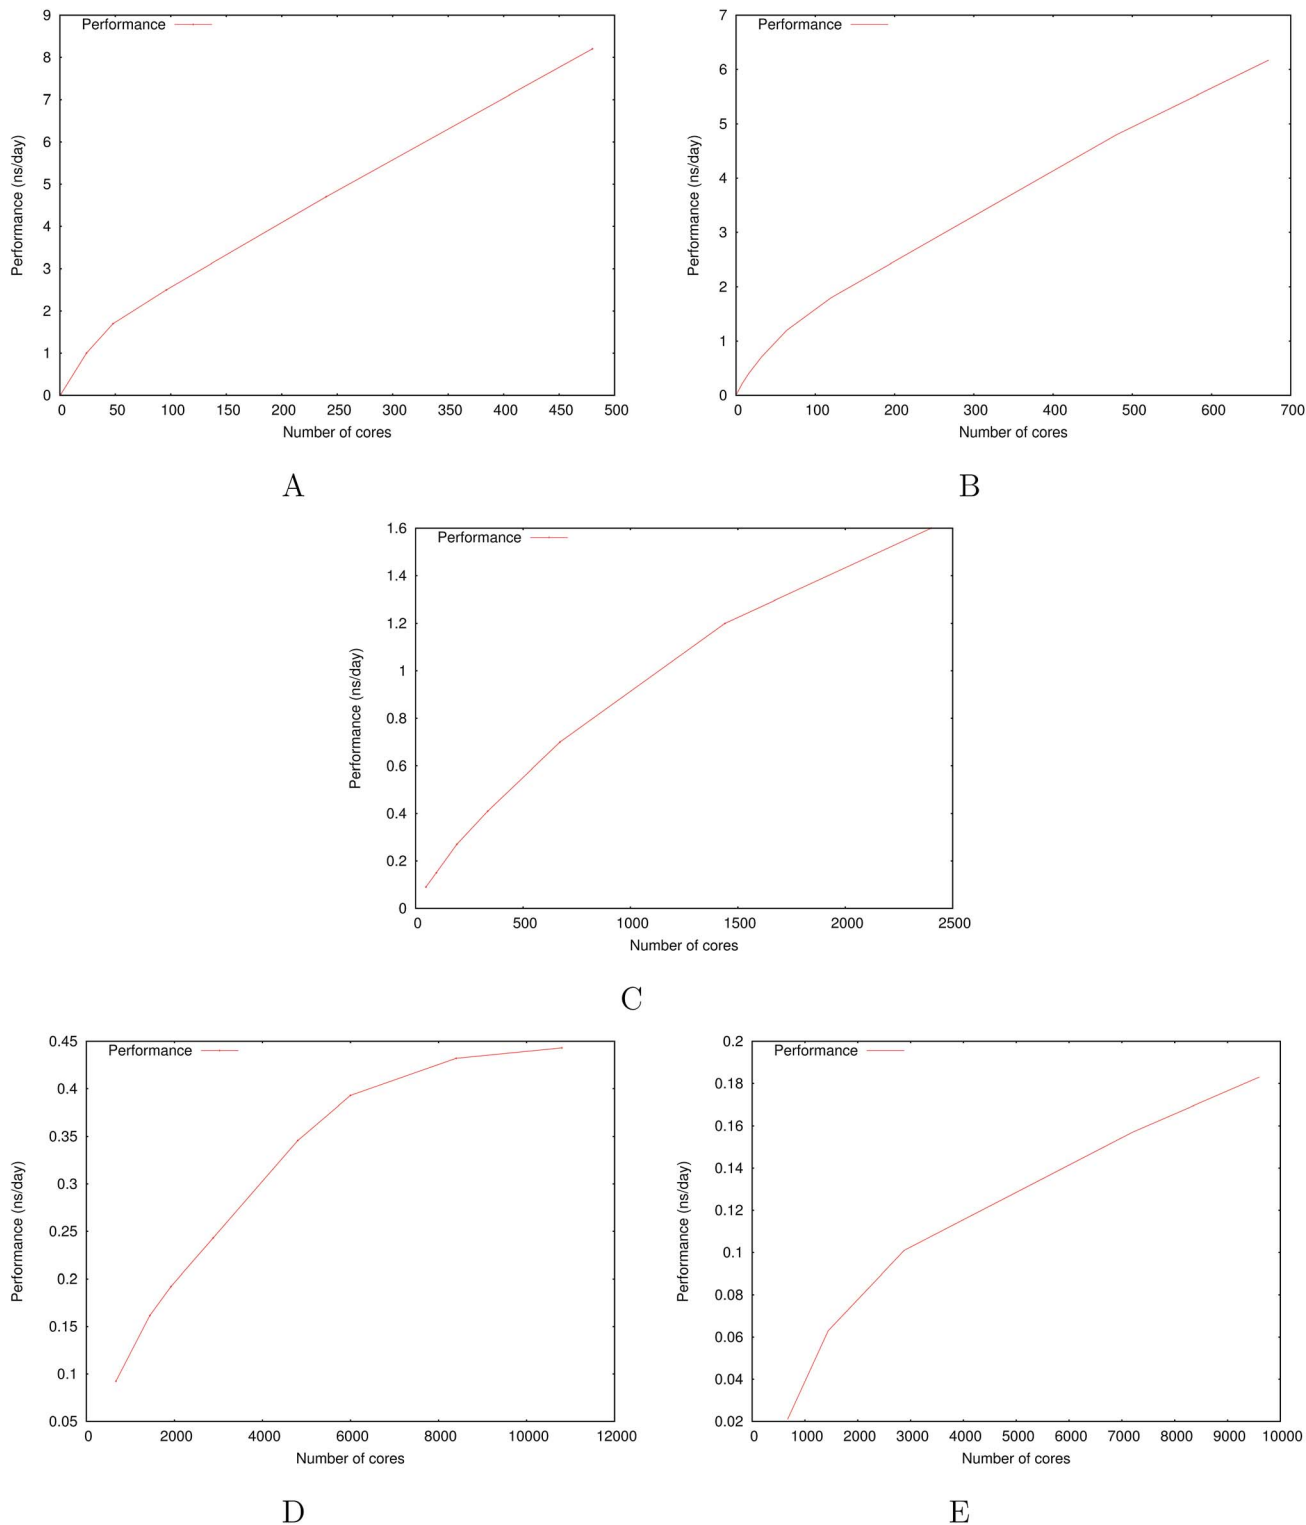 Performance
Performance (ns/day)
9
8
7
6
5
4
3
2
1
0
0 50 100 150 200 250 300 350 400 450 500
Number of cores
A
Performance
Performance (ns/day)
7
6
5
4
3
2
1
0
0 100 200 300 400 500 600 700
Number of cores
B
Performance
Performance (ns/day)
1.6
1.4
1.2
1
0.8
0.6
0.4
0.2
0
0 500 1000 1500 2000 2500
Number of cores
C
Performance
Performance (ns/day)
0.45
0.4
0.35
0.3
0.25
0.2
0.15
0.1
0.05
0 2000 4000 6000 8000 10000 12000
Number of cores
D
Performance
Performance (ns/day)
0.2
0.18
0.16
0.14
0.12
0.1
0.08
0.06
0.04
0.02
0 1000 2000 3000 4000 5000 6000 7000 8000 9000 10000
Number of cores
E